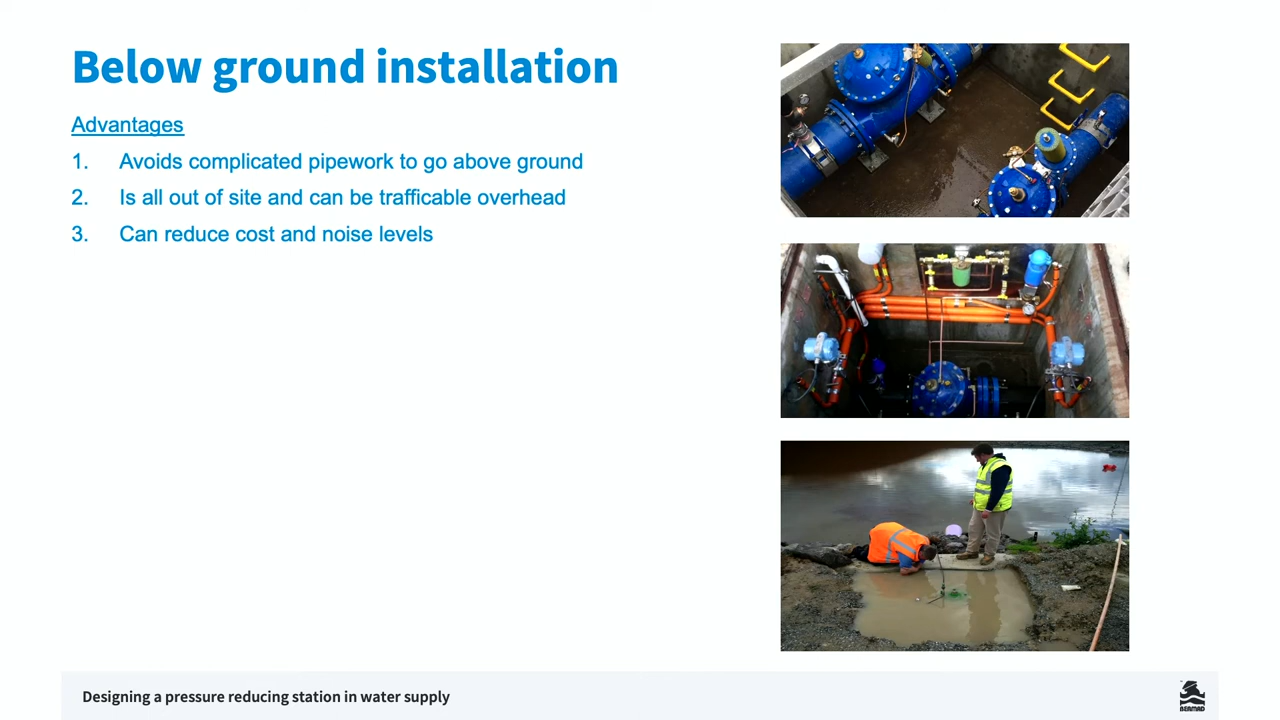 Below ground installation
Advantages
1. Avoids complicated pipework to go above ground
2. Is all out of site and can be trafficable overhead
3. Can reduce cost and noise levels
Designing a pressure reducing station in water supply
BERMAD